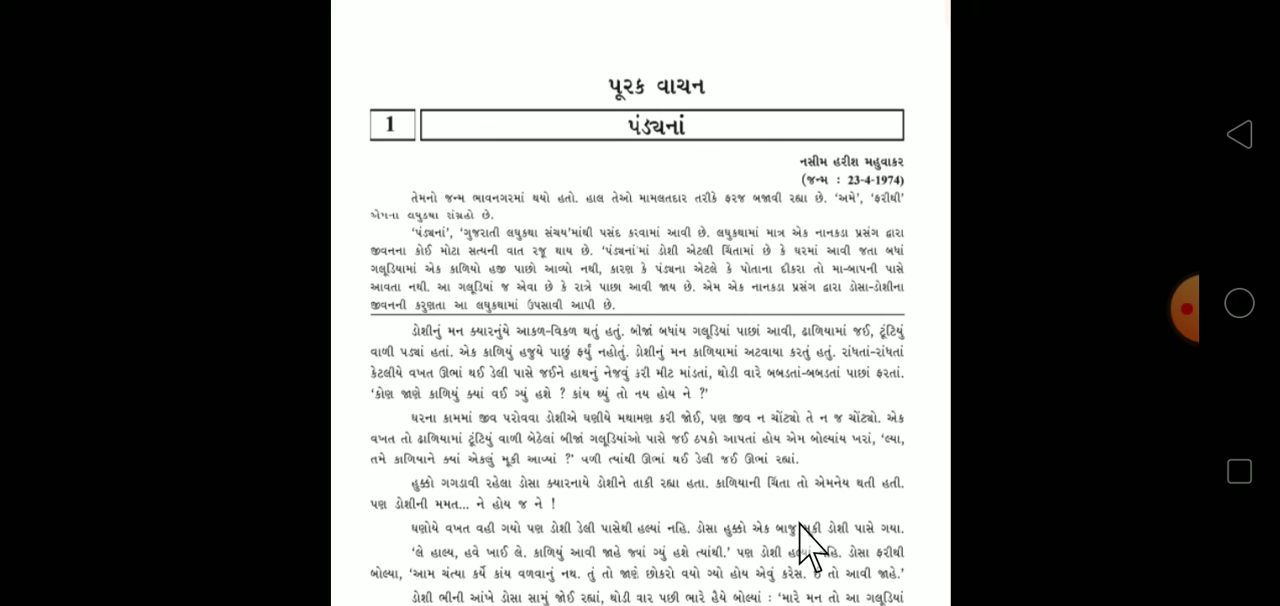 પૂરક વાચન
1
પંડ્યનાં
નસીમ હરીશ મહુવાકર
(જન્મ : 23-4-1974)
તેમનો જન્મ ભાવનગરમાં થયો હતો. હાલ તેઓ મામલતદાર તરીકે ફરજ બજાવી રહ્યા છે. ‘અમે’, ‘ફરીથી’
એમના લઘુકથા સંગ્રહો છે.
‘પંડ્યનાં’, ‘ગુજરાતી લઘુકથા સંચય’માંથી પસંદ કરવામાં આવી છે. લઘુકથામાં માત્ર એક નાનકડા પ્રસંગ દ્વારા
જીવનના કોઈ મોટા સત્યની વાત રજૂ થાય છે. ‘પંડ્યનાં’માં ડોશી એટલી ચિંતામાં છે કે ઘરમાં આવી જતા બધાં
ગલૂડિયામાં એક કાળિયો હજી પાછો આવ્યો નથી, કારણ કે પંડ્યના એટલે કે પોતાના દીકરા તો મા-બાપની પાસે
આવતા નથી. આ ગલૂડિયાં જ એવા છે કે રાત્રે પાછા આવી જાય છે. એમ એક નાનકડા પ્રસંગ દ્વારા ડોસા-ડોશીના
જીવનની કરુણતા આ લઘુકથામાં ઉપસાવી આપી છે.
ડોશીનું મન ક્યારનુંયે આકળ-વિકળ થતું હતું. બીજાં બધાંય ગલૂડિયાં પાછાં આવી, ઢાળિયામાં જઈ, ટૂંટિયું
વાળી પડ્યાં હતાં. એક કાળિયું હજુયે પાછું ફર્યું નહોતું. ડોશીનું મન કાળિયામાં અટવાયા કરતું હતું. રાંધતાં-રાંધતાં
કેટલીયે વખત ઊભાં થઈ ડેલી પાસે જઈને હાથનું નેજવું કરી મીટ માંડતાં, થોડી વારે બબડતાં-બબડતાં પાછાં ફરતાં.
‘કોણ જાણે કાળિયું ક્યાં વઈ ગ્યું હશે ? કાંય થ્યું તો નય હોય ને ?’
ઘરના કામમાં જીવ પરોવવા ડોશીએ ઘણીયે મથામણ કરી જોઈ, પણ જીવ ન ચોંટ્યો તે ન જ ચોંટ્યો. એક
વખત તો ઢાળિયામાં ટૂંટિયું વાળી બેઠેલાં બીજાં ગલૂડિયાંઓ પાસે જઈ ઠપકો આપતાં હોય એમ બોલ્યાંય ખરાં, ‘લ્યા,
તમે કાળિયાને ક્યાં એકલું મૂકી આવ્યાં ?’ વળી ત્યાંથી ઊભાં થઈ ડેલી જઈ ઊભાં રહ્યાં.
હુક્કો ગગડાવી રહેલા ડોસા ક્યારનાયે ડોશીને તાકી રહ્યા હતા. કાળિયાની ચિંતા તો એમનેય થતી હતી.
પણ ડોશીની મમત... ને હોય જ ને !
ઘણોયે વખત વહી ગયો પણ ડોશી ડેલી પાસેથી હલ્યાં નહિ. ડોસા હુક્કો એક બાજુ મૂકી ડોશી પાસે ગયા.
‘લે હાલ્ય, હવે ખાઈ લે. કાળિયું આવી જાહે જ્યાં ગ્યું હશે ત્યાંથી.’ પણ ડોશી હલ્યાં નહિ. ડોસા ફરીથી
બોલ્યા, ‘આમ ચંત્યા કર્યે કાંય વળવાનું નથ. તું તો જાણે છોકરો વયો ગ્યો હોય એવું કરેસ. ઈ તો આવી જાહે.’
ડોશી ભીની આંખે ડોસા સામું જોઈ રહ્યાં, થોડી વાર પછી ભારે હૈયે બોલ્યાં : ‘મારે મન તો આ ગલૂડિયાં